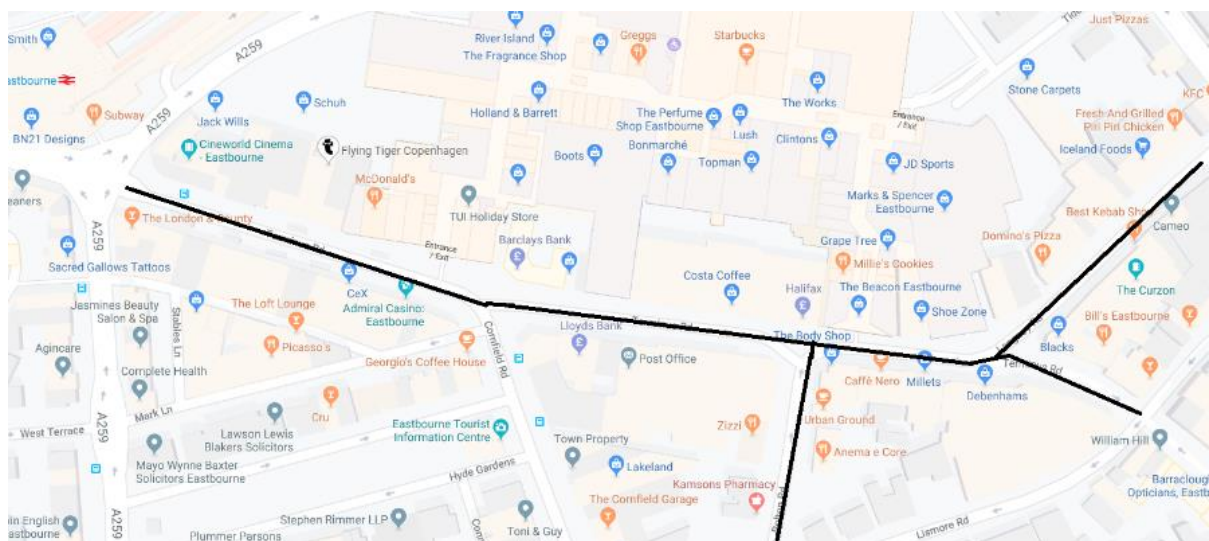 Smith
astbourne
BN21 Designs
Subway
A259
A259
Jack Wills
Schuh
Cineworld Cinema
- Eastbourne
Flying Tiger Copenhagen
McDonald's
River Island
The Fragrance Shop
Greggs
Starbucks
Holland & Barrett
The Perfume
Shop Eastbourne
Lush
The Works
Clintons
Boots
Bonmarché
Topman
Entrance
/ Exit
JD Sports
Marks & Spencer
Eastbourne
Just Pizzas
Stone Carpets
KFC
Fresh And Grilled
Piri Piri Chicken
Iceland Foods
Best Kebab Shop
Cameo
Domino's Pizza
The Curzon
Bill's Eastbourne
Blacks
eaners
A259
The London & County
Sacred Gallows Tattoos
TUI Holiday Store
Entrance
/ Exit
Barclays Bank
Costa Coffee
Grape Tree
Millie's Cookies
Halifax
The Beacon Eastbourne
Shoe Zone
CeX
Admiral Casino:
Eastbourne
Jasmines Beauty
Salon & Spa
Stables Ln
The Loft Lounge
Picasso's
Georgio's Coffee House
Cornfield Rd
Lloyds Bank
Post Office
The Body Shop
Caffè Nero
Millets
Debenhams
Terminus Rd
Agincare
Complete Health
Mark Ln
West Terrace
A259
Cru
Lawson Lewis
Blakers Solicitors
Mayo Wynne Baxter
Solicitors Eastbourne
Eastbourne Tourist
Information Centre
Hyde Gardens
Town Property
Lakeland
Zizzi
Urban Ground
Anema e Core
Kamsons Pharmacy
The Cornfield Garage
William Hill
Barraclough
Opticians, Eastb
Lismore Rd
English
astbourne
A259
Plummer Parsons
Stephen Rimmer LLP
Toni & Guy